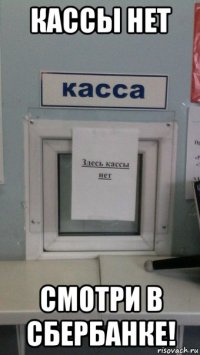 КАССЫ НЕТ
касса
Здесь кассы
нет
СМОТРИ В
СБЕРБАНКЕ!
risovach.ru